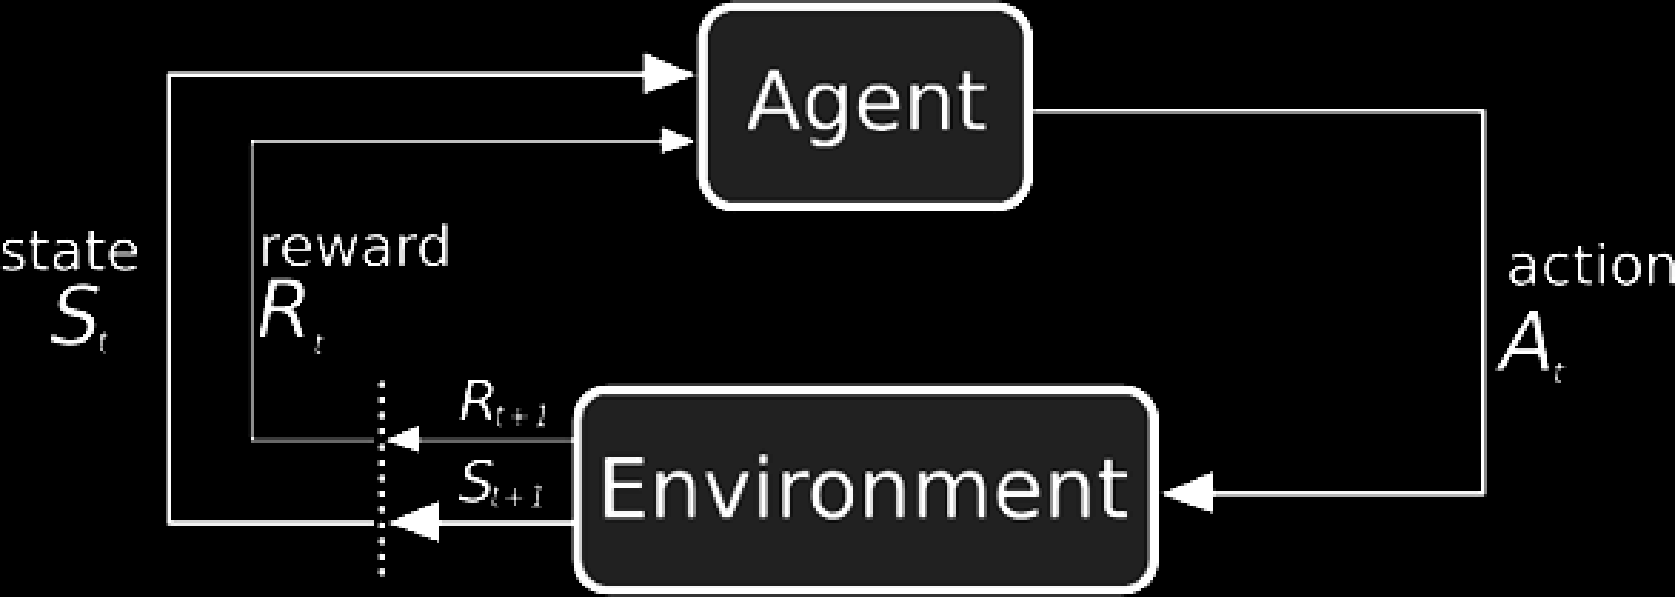 Agent
state
S_t
reward
R_t
action
A_t
R_{t+1}
S_{t+1}
Environment